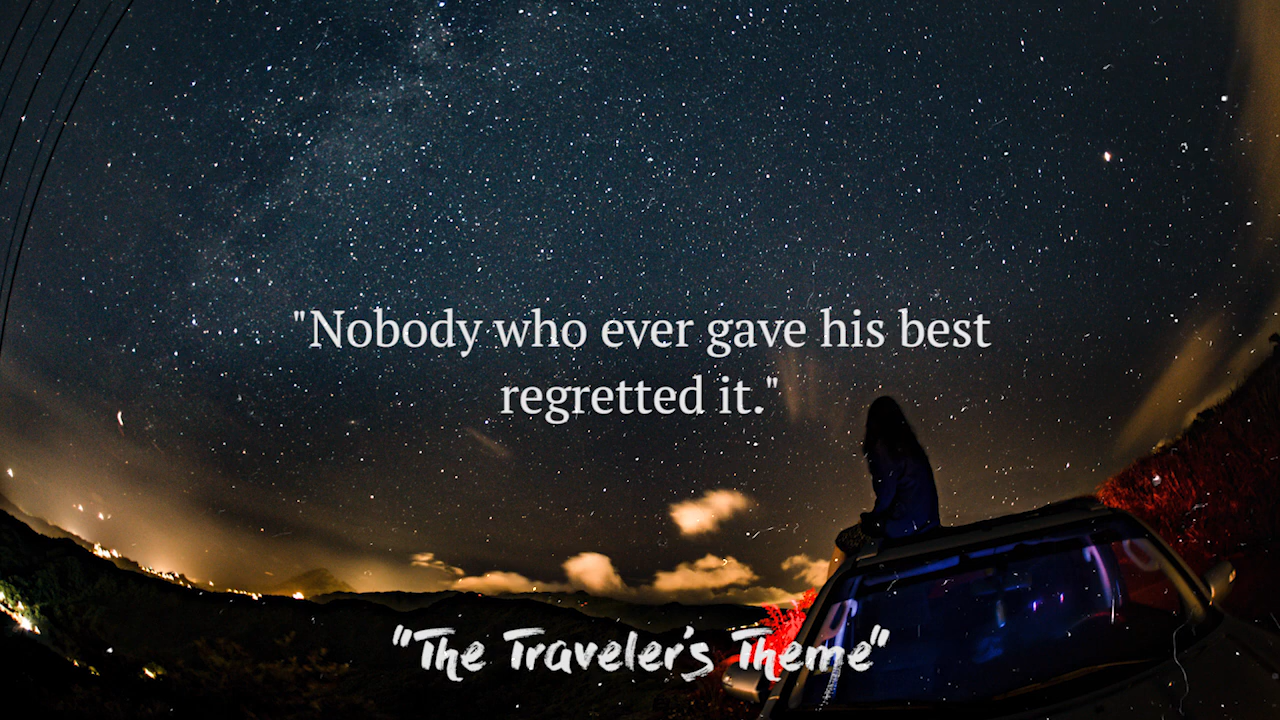 "Nobody who ever gave his best
regretted it."
"The Traveler's Theme"